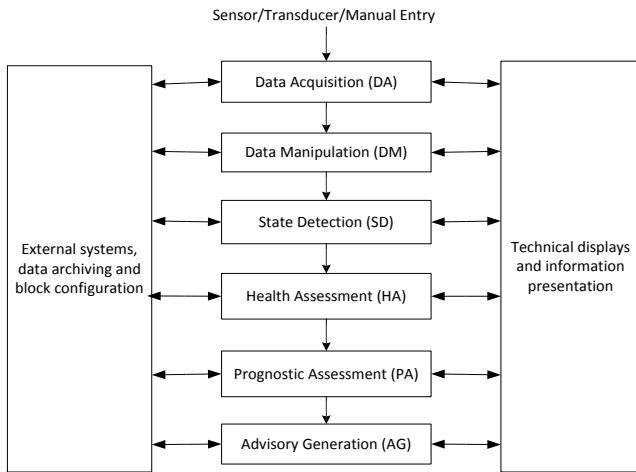 Sensor/Transducer/Manual Entry
Data Acquisition (DA)
Data Manipulation (DM)
State Detection (SD)
External systems,
data archiving and
block configuration
Health Assessment (HA)
Technical displays
and information
presentation
Prognostic Assessment (PA)
Advisory Generation (AG)